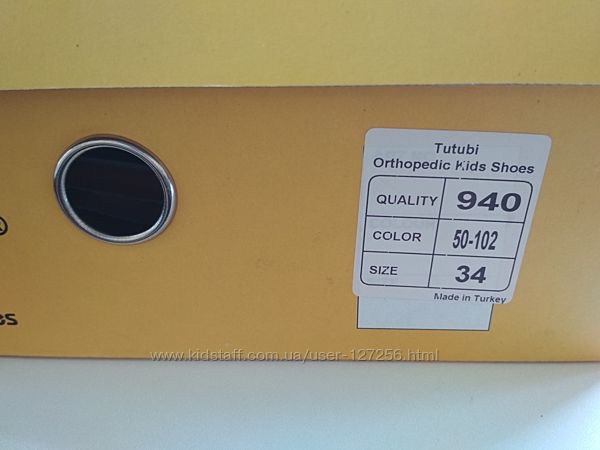 Tutubi
Orthopedic Kids Shoes
QUALITY 940
COLOR 50-102
SIZE 34
Made in Turkey
®
es
www.kidstaff.com.ua/user-127256.html